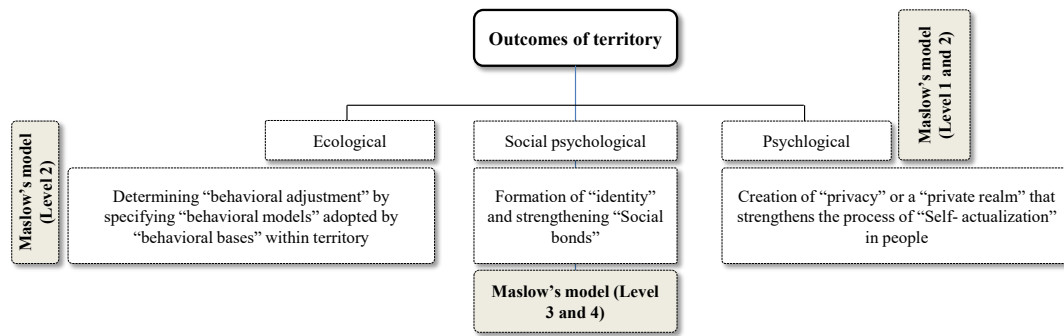 Outcomes of territory
Maslow's model
(Level 1 and 2)
Maslow's model
(Level 2)
Ecological
Social psychological
Psychlogical
Determining “behavioral adjustment” by
specifying “behavioral models” adopted by
“behavioral bases” within territory
Formation of “identity”
and strengthening “Social
bonds”
Creation of “privacy” or a “private realm” that
strengthens the process of “Self- actualization”
in people
Maslow’s model (Level
3 and 4)